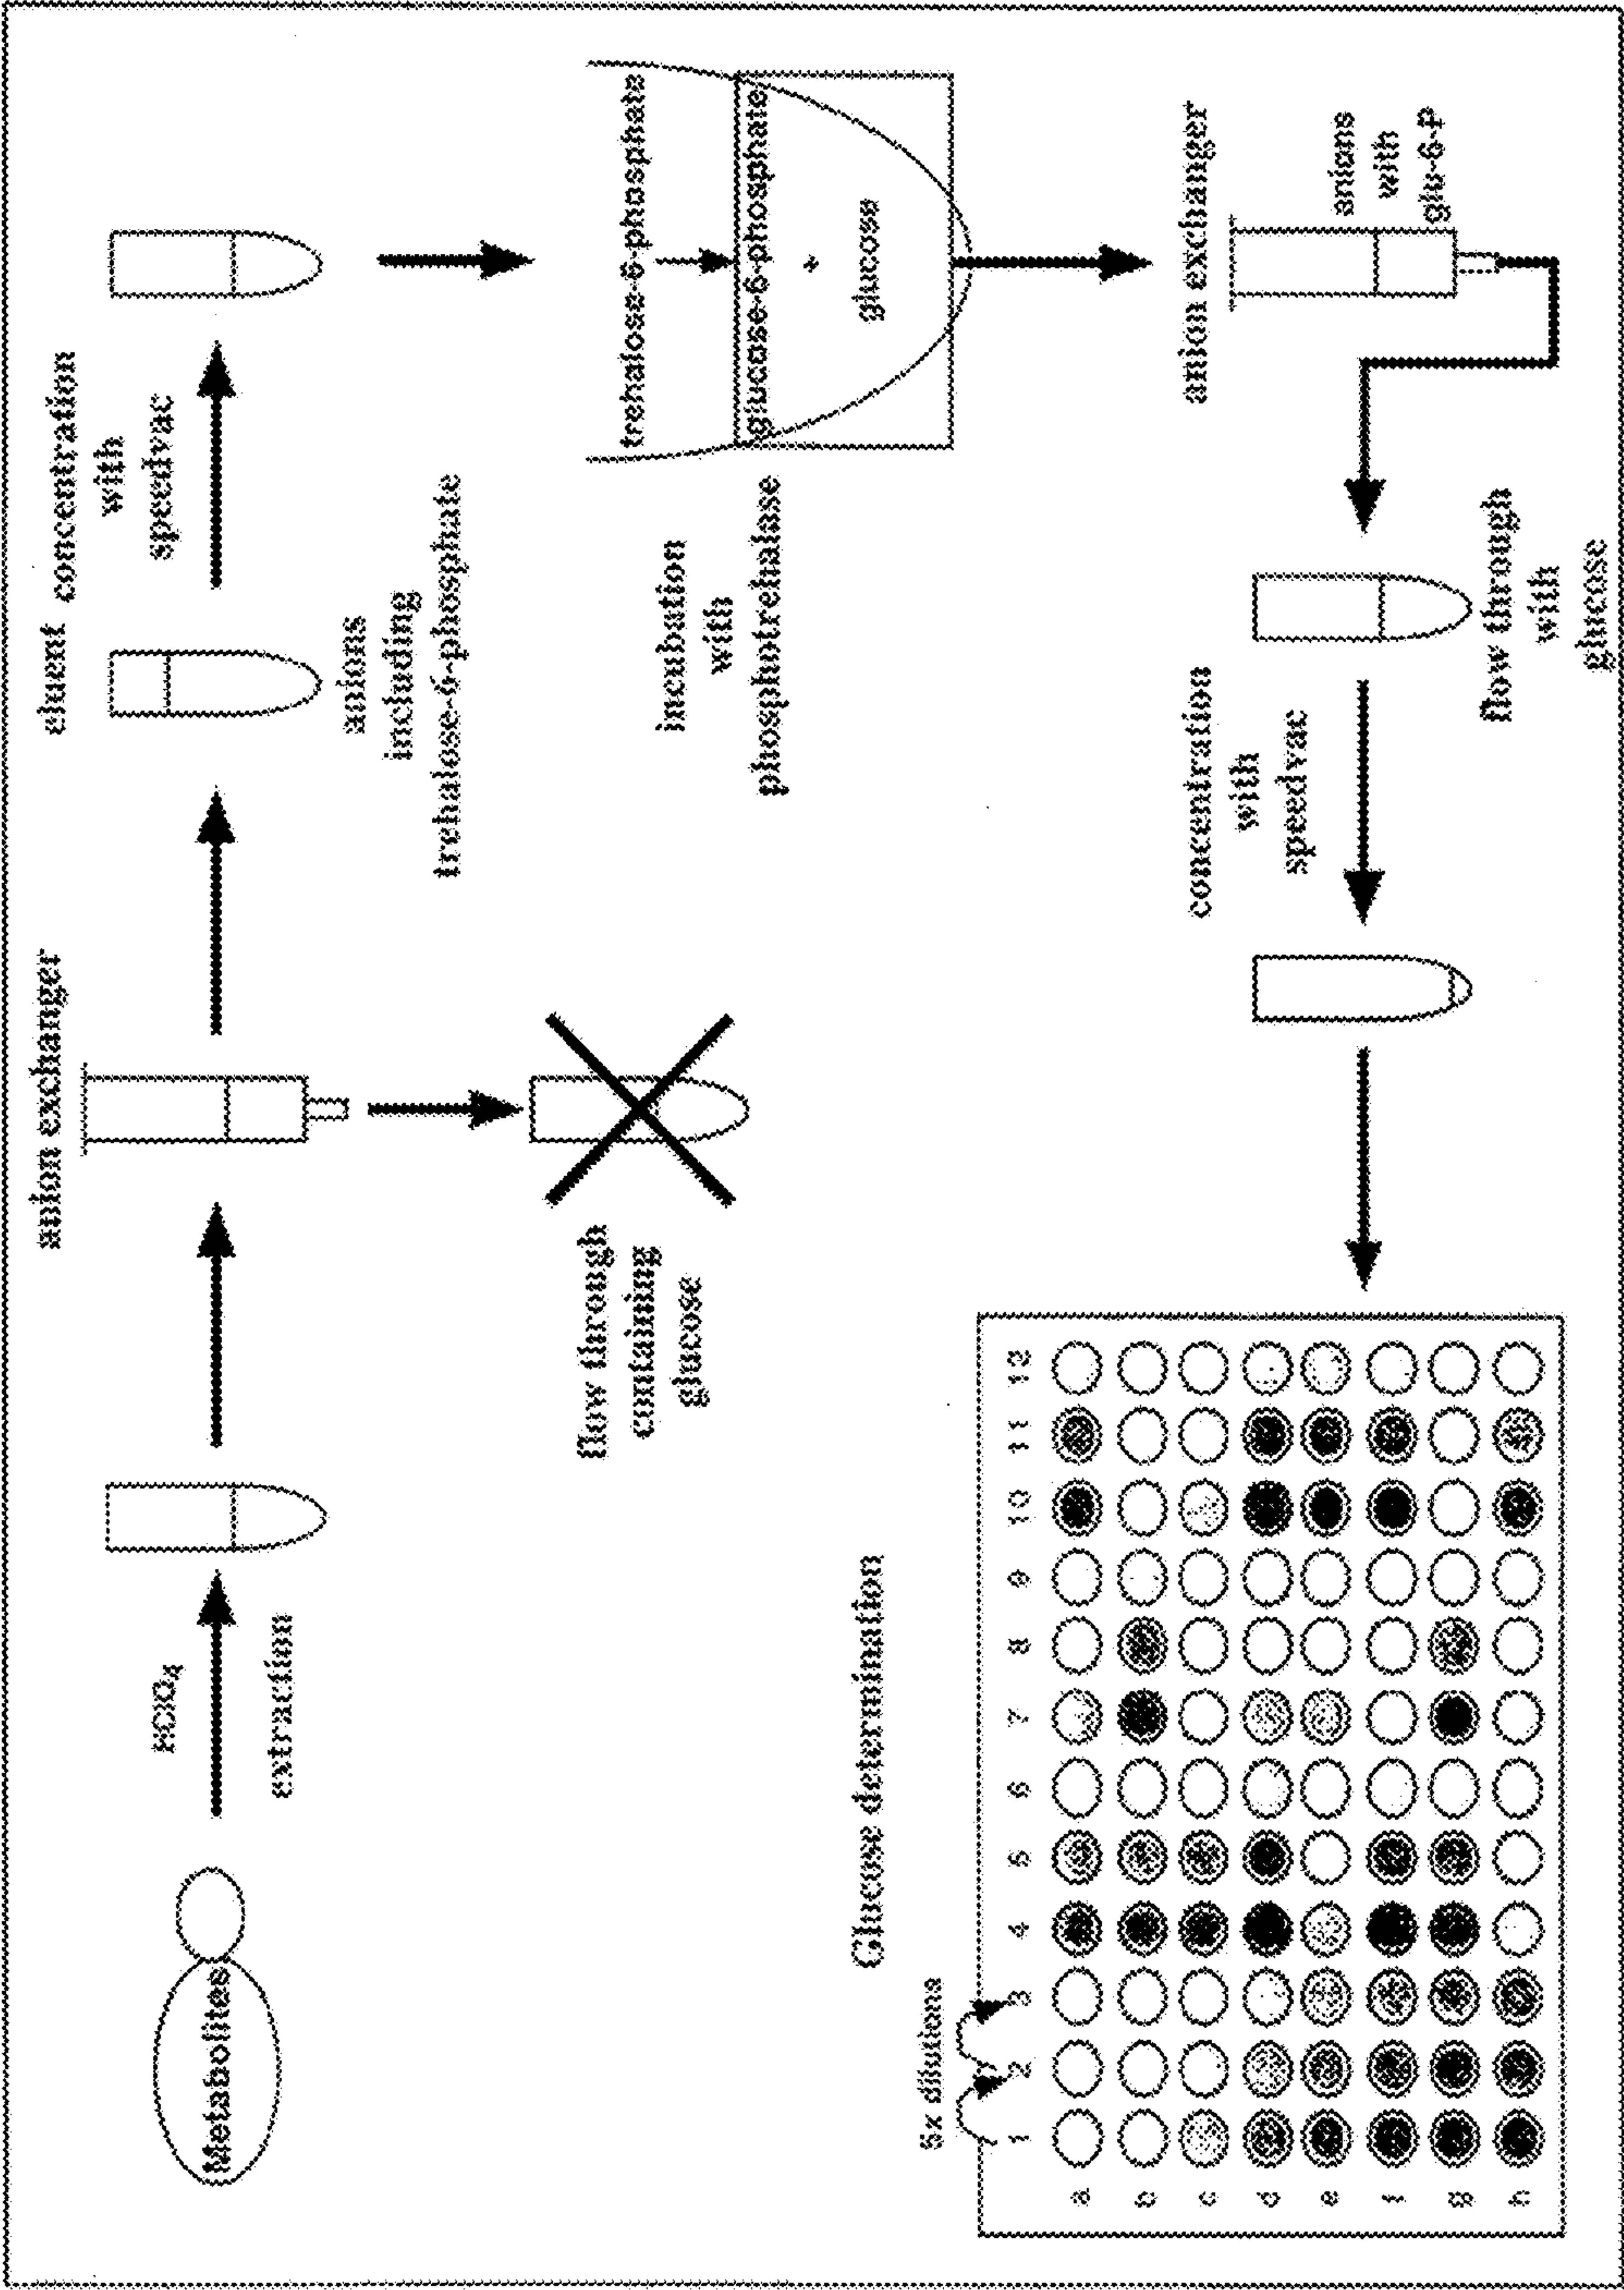 Metabolites
HClO4
extraction
anion exchanger
flow through
containing
glucose
eluent
anions
including
trehalose-6-phosphate
concentration
with
speedvac
incubation
with
phosphotrehalase
trehalose-6-phosphate
glucose-6-phosphate
+
glucose
anion exchanger
anions
with
glu-6-P
flow through
with
glucose
concentration
with
speedvac
Glucose determination
5x dilutions
1 2 3 4 5 6 7 8 9 10 11 12
a
b
c
d
e
f
g
h